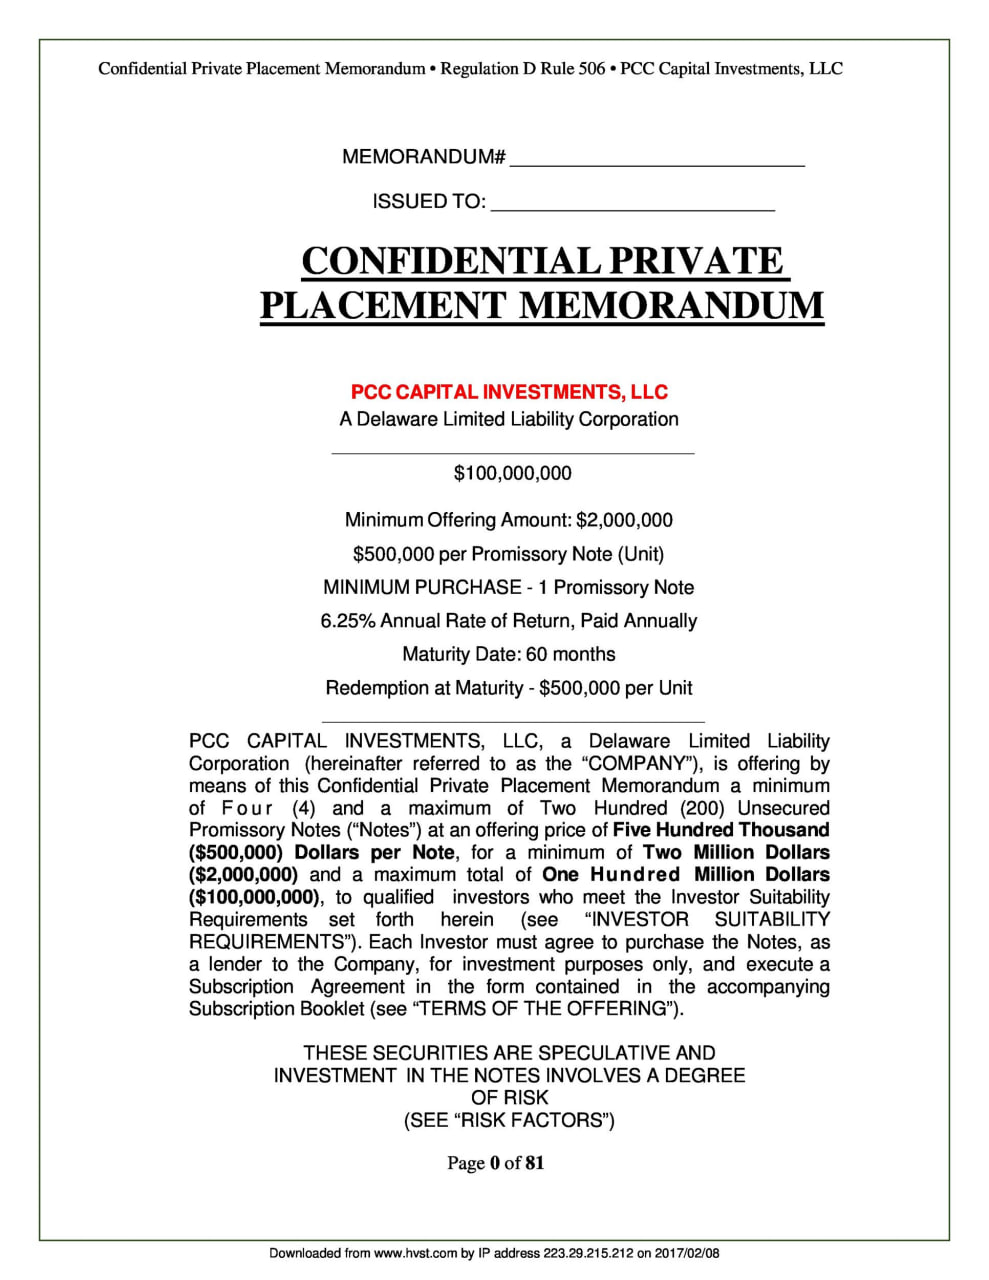 Confidential Private Placement Memorandum • Regulation D Rule 506 • PCC Capital Investments, LLC
MEMORANDUM# ___________________________
ISSUED TO: __________________________
CONFIDENTIAL PRIVATE
PLACEMENT MEMORANDUM
PCC CAPITAL INVESTMENTS, LLC
A Delaware Limited Liability Corporation
$100,000,000
Minimum Offering Amount: $2,000,000
$500,000 per Promissory Note (Unit)
MINIMUM PURCHASE - 1 Promissory Note
6.25% Annual Rate of Return, Paid Annually
Maturity Date: 60 months
Redemption at Maturity - $500,000 per Unit
PCC CAPITAL INVESTMENTS, LLC, a Delaware Limited Liability
Corporation (hereinafter referred to as the “COMPANY”), is offering by
means of this Confidential Private Placement Memorandum a minimum
of Four (4) and a maximum of Two Hundred (200) Unsecured
Promissory Notes (“Notes”) at an offering price of Five Hundred Thousand
($500,000) Dollars per Note, for a minimum of Two Million Dollars
($2,000,000) and a maximum total of One Hundred Million Dollars
($100,000,000), to qualified investors who meet the Investor Suitability
Requirements set forth herein (see “INVESTOR SUITABILITY
REQUIREMENTS”). Each Investor must agree to purchase the Notes, as
a lender to the Company, for investment purposes only, and execute a
Subscription Agreement in the form contained in the accompanying
Subscription Booklet (see “TERMS OF THE OFFERING”).
THESE SECURITIES ARE SPECULATIVE AND
INVESTMENT IN THE NOTES INVOLVES A DEGREE
OF RISK
(SEE “RISK FACTORS”)
Page 0 of 81
Downloaded from www.hvst.com by IP address 223.29.215.212 on 2017/02/08